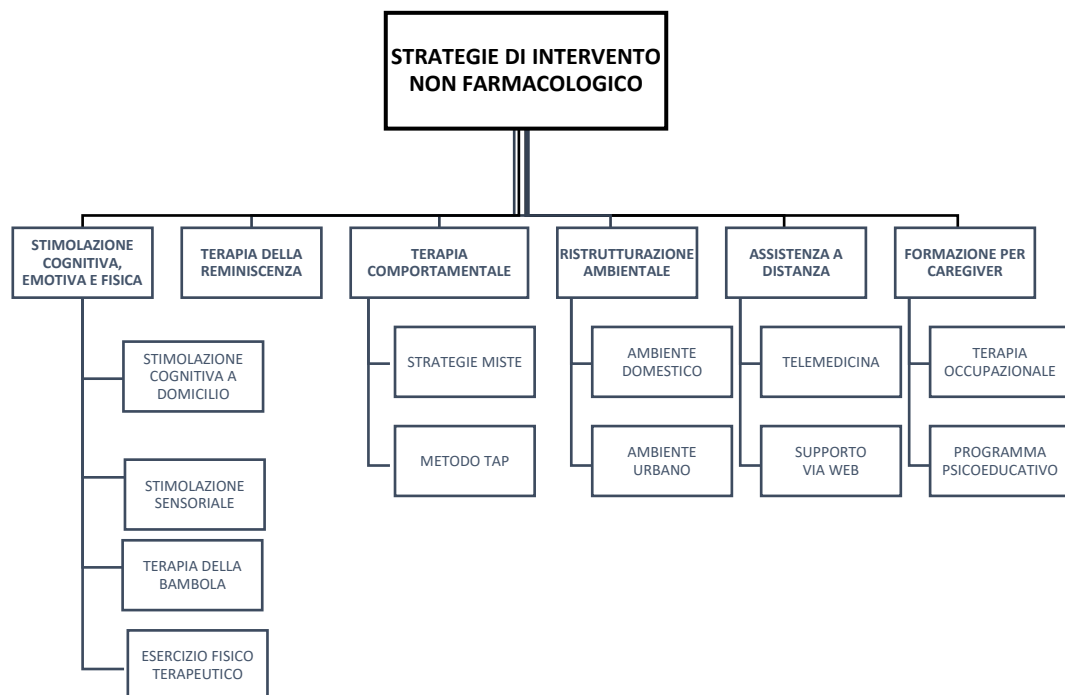 STRATEGIE DI INTERVENTO
NON FARMACOLOGICO
STIMOLAZIONE
COGNITIVA,
EMOTIVA E FISICA
TERAPIA DELLA
REMINISCENZA
TERAPIA
COMPORTAMENTALE
RISTRUTTURAZIONE
AMBIENTALE
ASSISTENZA A
DISTANZA
FORMAZIONE PER
CAREGIVER
STIMOLAZIONE
COGNITIVA A
DOMICILIO
STIMOLAZIONE
SENSORIALE
TERAPIA DELLA
BAMBOLA
ESERCIZIO FISICO
TERAPEUTICO
STRATEGIE MISTE
METODO TAP
AMBIENTE
DOMESTICO
AMBIENTE
URBANO
TELEMEDICINA
SUPPORTO
VIA WEB
TERAPIA
OCCUPAZIONALE
PROGRAMMA
PSICOEDUCATIVO